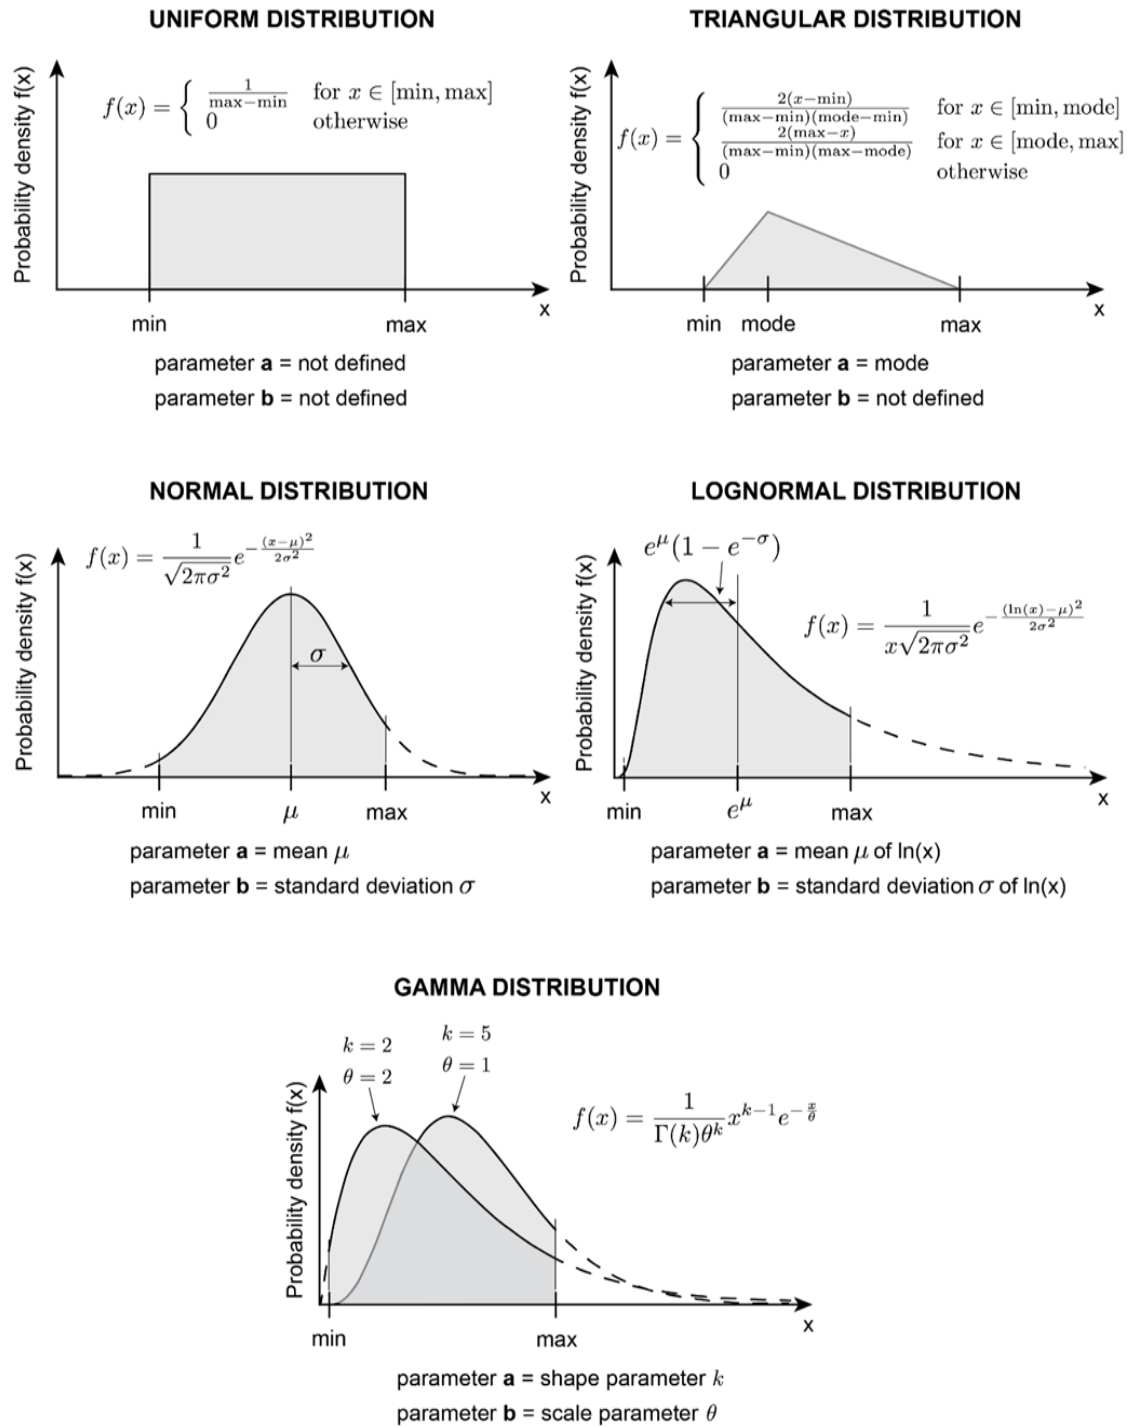 UNIFORM DISTRIBUTION
Probability density f(x)
f(x) = { 1/(max−min) for x ∈ [min, max]
0 otherwise
min
max
x
parameter a = not defined
parameter b = not defined
TRIANGULAR DISTRIBUTION
Probability density f(x)
f(x) = { 2(x−min)/((max−min)(mode−min)) for x ∈ [min, mode]
2(max−x)/((max−min)(max−mode)) for x ∈ [mode, max]
0 otherwise
min
mode
max
x
parameter a = mode
parameter b = not defined
NORMAL DISTRIBUTION
Probability density f(x)
f(x) = 1/√(2πσ²) e^(−(x−μ)²/(2σ²))
σ
min
μ
max
x
parameter a = mean μ
parameter b = standard deviation σ
LOGNORMAL DISTRIBUTION
Probability density f(x)
e^μ(1 − e^(−σ))
f(x) = 1/(x√(2πσ²)) e^(−(ln(x)−μ)²/(2σ²))
min
e^μ
max
x
parameter a = mean μ of ln(x)
parameter b = standard deviation σ of ln(x)
GAMMA DISTRIBUTION
Probability density f(x)
k = 2
θ = 2
k = 5
θ = 1
f(x) = 1/(Γ(k)θ^k) x^(k−1) e^(−x/θ)
min
max
x
parameter a = shape parameter k
parameter b = scale parameter θ